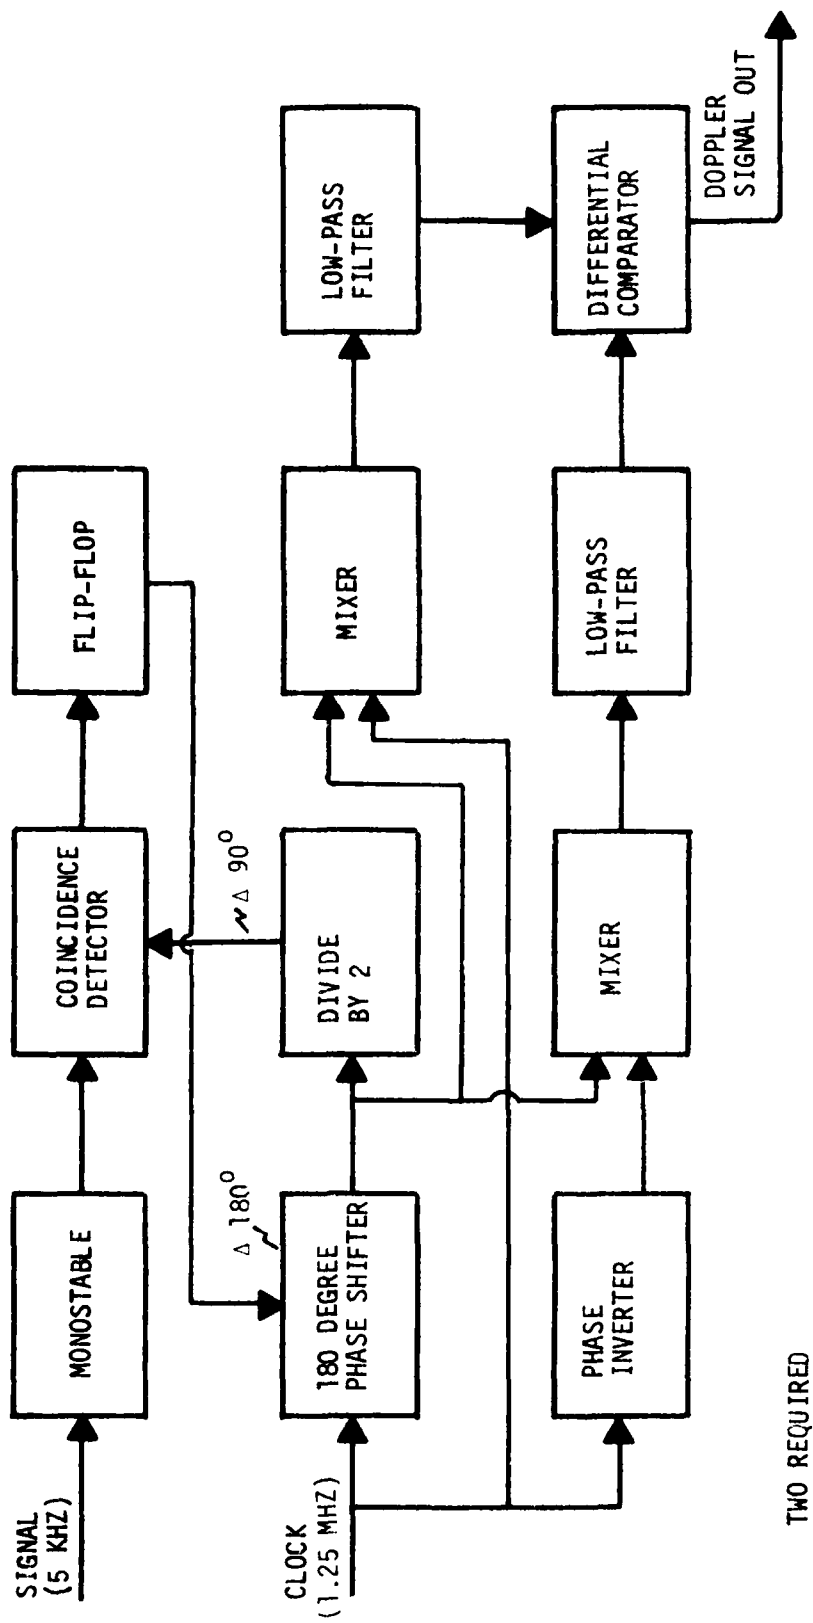 SIGNAL
(5 KHZ)
MONOSTABLE
COINCIDENCE
DETECTOR
FLIP-FLOP
Δ 180°
Δ 90°
CLOCK
(1.25 MHZ)
180 DEGREE
PHASE SHIFTER
DIVIDE
BY 2
MIXER
LOW-PASS
FILTER
PHASE
INVERTER
MIXER
LOW-PASS
FILTER
DIFFERENTIAL
COMPARATOR
DOPPLER
SIGNAL OUT
TWO REQUIRED